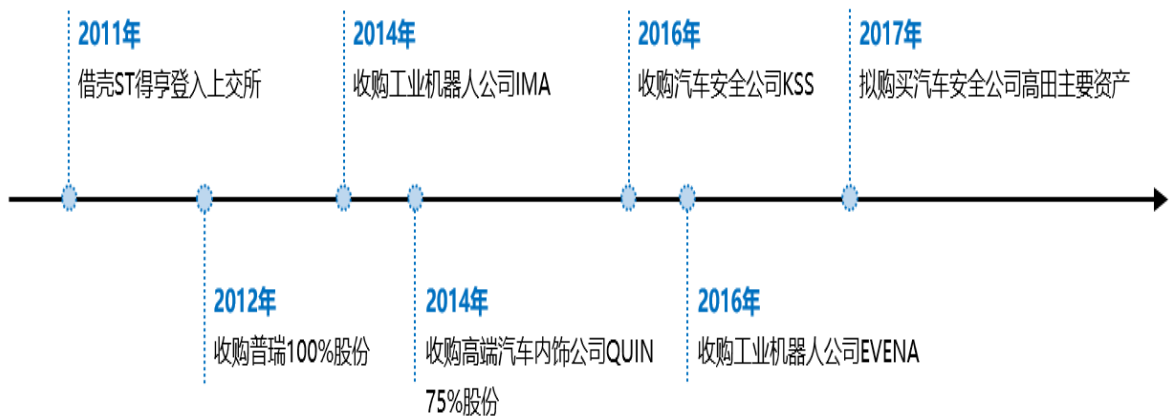 2011年
借壳ST得亨登入上交所
2014年
收购工业机器人公司IMA
2016年
收购汽车安全公司KSS
2017年
拟购买汽车安全公司高田主要资产
2012年
收购普瑞100%股份
2014年
收购高端汽车内饰公司QUIN
75%股份
2016年
收购工业机器人公司EVENA